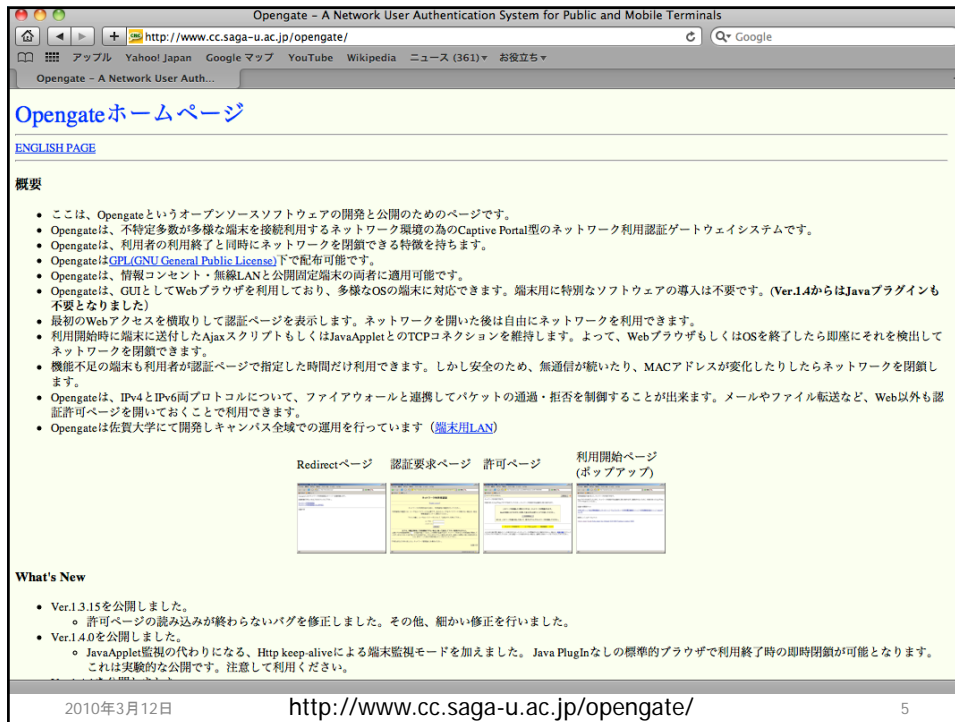 Opengate – A Network User Authentication System for Public and Mobile Terminals
http://www.cc.saga-u.ac.jp/opengate/
Google
アップル Yahoo! Japan Google マップ YouTube Wikipedia ニュース (361)▾ お役立ち▾
Opengate – A Network User Auth...
Opengateホームページ
ENGLISH PAGE
概要
• ここは、Opengateというオープンソースソフトウェアの開発と公開のためのページです。
• Opengateは、不特定多数が多様な端末を接続利用するネットワーク環境の為のCaptive Portal型のネットワーク利用認証ゲートウェイシステムです。
• Opengateは、利用者の利用終了と同時にネットワークを閉鎖できる特徴を持ちます。
• OpengateはGPL(GNU General Public License)下で配布可能です。
• Opengateは、情報コンセント・無線LANと公開固定端末の両者に適用可能です。
• Opengateは、GUIとしてWebブラウザを利用しており、多様なOSの端末に対応できます。端末用に特別なソフトウェアの導入は不要です。(Ver.1.4からはJavaプラグインも
不要となりました)
• 最初のWebアクセスを横取りして認証ページを表示します。ネットワークを開いた後は自由にネットワークを利用できます。
• 利用開始時に端末に送付したAjaxスクリプトもしくはJavaAppletとのTCPコネクションを維持します。よって、WebブラウザもしくはOSを終了したら即座にそれを検出して
ネットワークを閉鎖できます。
• 機能不足の端末も利用者が認証ページで指定した時間だけ利用できます。しかし安全のため、無通信が続いたり、MACアドレスが変化したりしたらネットワークを閉鎖し
ます。
• Opengateは、IPv4とIPv6両プロトコルについて、ファイアウォールと連携してパケットの通過・拒否を制御することが出来ます。メールやファイル転送など、Web以外も認
証許可ページを開いておくことで利用できます。
• Opengateは佐賀大学にて開発しキャンパス全域での運用を行っています（端末用LAN）
Redirectページ 認証要求ページ 許可ページ 利用開始ページ
(ポップアップ)
What's New
• Ver.1.3.15を公開しました。
○ 許可ページの読み込みが終わらないバグを修正しました。その他、細かい修正を行いました。
• Ver.1.4.0を公開しました。
○ JavaApplet監視の代わりになる、Http keep-aliveによる端末監視モードを加えました。 Java PlugInなしの標準的ブラウザで利用終了時の即時閉鎖が可能となります。
これは実験的な公開です。注意して利用ください。
2010年3月12日 http://www.cc.saga-u.ac.jp/opengate/ 5